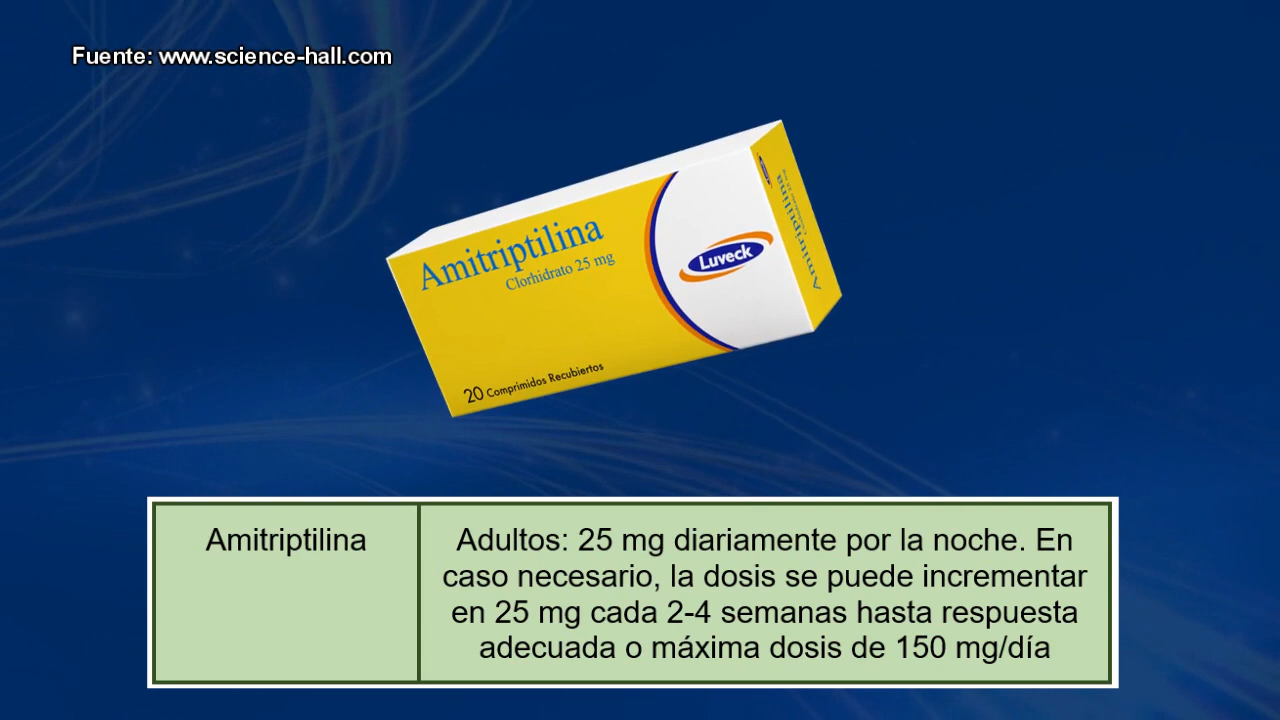 Fuente: www.science-hall.com
Amitriptilina
Clorhidrato 25 mg
Luveck
20 Comprimidos Recubiertos
Amitriptilina
Amitriptilina
Adultos: 25 mg diariamente por la noche. En
caso necesario, la dosis se puede incrementar
en 25 mg cada 2-4 semanas hasta respuesta
adecuada o máxima dosis de 150 mg/día